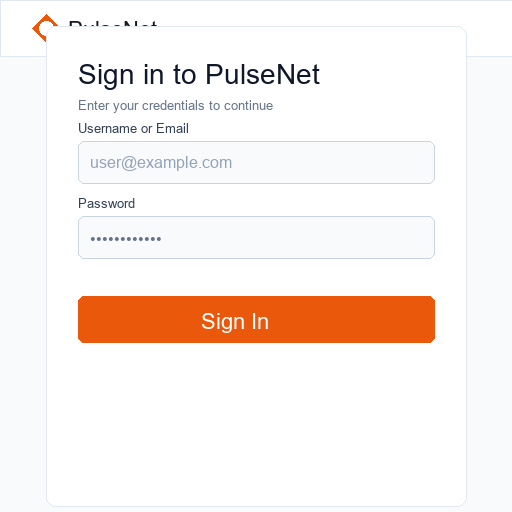 PulseNet
Sign in to PulseNet
Enter your credentials to continue
Username or Email
user@example.com
Password
••••••••••••
Sign In